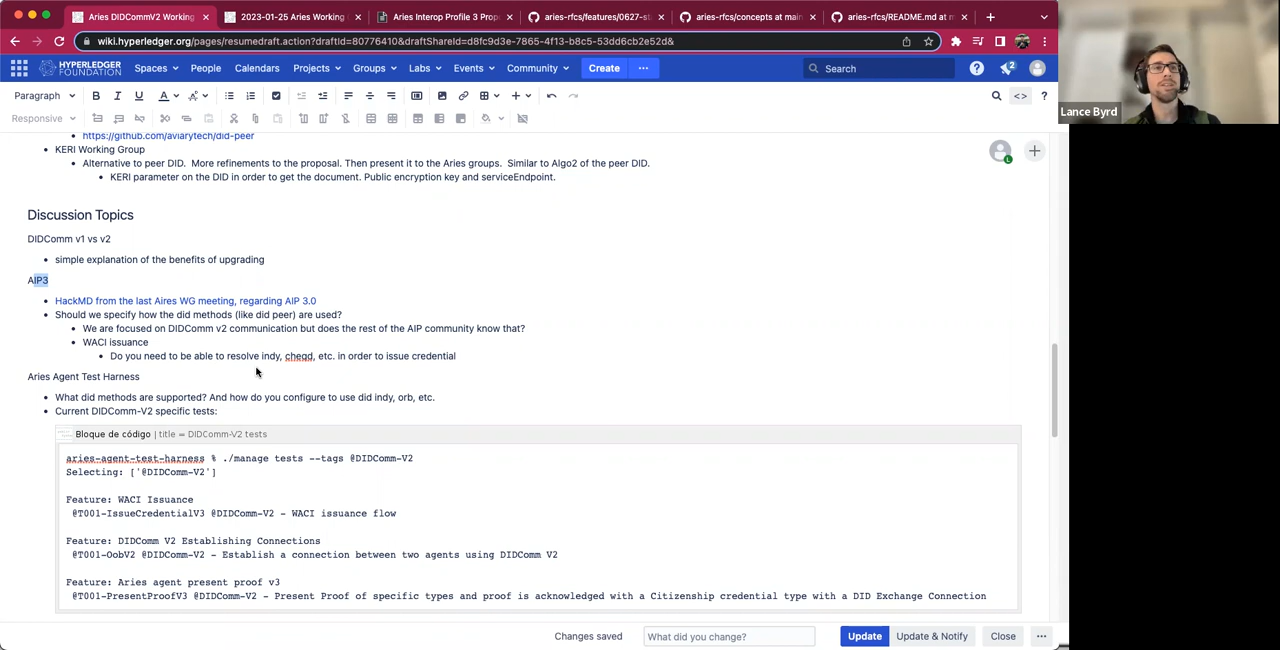 Aries DIDCommV2 Working
2023-01-25 Aries Working
Aries Interop Profile 3 Prop
aries-rfcs/features/0627-st
aries-rfcs/concepts at main
aries-rfcs/README.md at m
wiki.hyperledger.org/pages/resumedraft.action?draftId=80776410&draftShareId=d8fc9d3e-7865-4f13-b8c5-53dd6cb2e52d&
HYPERLEDGER FOUNDATION
Spaces
People
Calendars
Projects
Groups
Labs
Events
Community
Create
Search
2
Paragraph
Responsive
Lance Byrd
https://github.com/aviarytech/did-peer
KERI Working Group
Alternative to peer DID. More refinements to the proposal. Then present it to the Aries groups. Similar to Algo2 of the peer DID.
KERI parameter on the DID in order to get the document. Public encryption key and serviceEndpoint.
Discussion Topics
DIDComm v1 vs v2
simple explanation of the benefits of upgrading
AIP3
HackMD from the last Aires WG meeting, regarding AIP 3.0
Should we specify how the did methods (like did peer) are used?
We are focused on DIDComm v2 communication but does the rest of the AIP community know that?
WACI issuance
Do you need to be able to resolve indy, cheqd, etc. in order to issue credential
Aries Agent Test Harness
What did methods are supported? And how do you configure to use did indy, orb, etc.
Current DIDComm-V2 specific tests:
Bloque de código | title = DIDComm-V2 tests
aries-agent-test-harness % ./manage tests --tags @DIDComm-V2
Selecting: ['@DIDComm-V2']
Feature: WACI Issuance
@T001-IssueCredentialV3 @DIDComm-V2 - WACI issuance flow
Feature: DIDComm V2 Establishing Connections
@T001-OobV2 @DIDComm-V2 - Establish a connection between two agents using DIDComm V2
Feature: Aries agent present proof v3
@T001-PresentProofV3 @DIDComm-V2 - Present Proof of specific types and proof is acknowledged with a Citizenship credential type with a DID Exchange Connection
Changes saved
What did you change?
Update
Update & Notify
Close